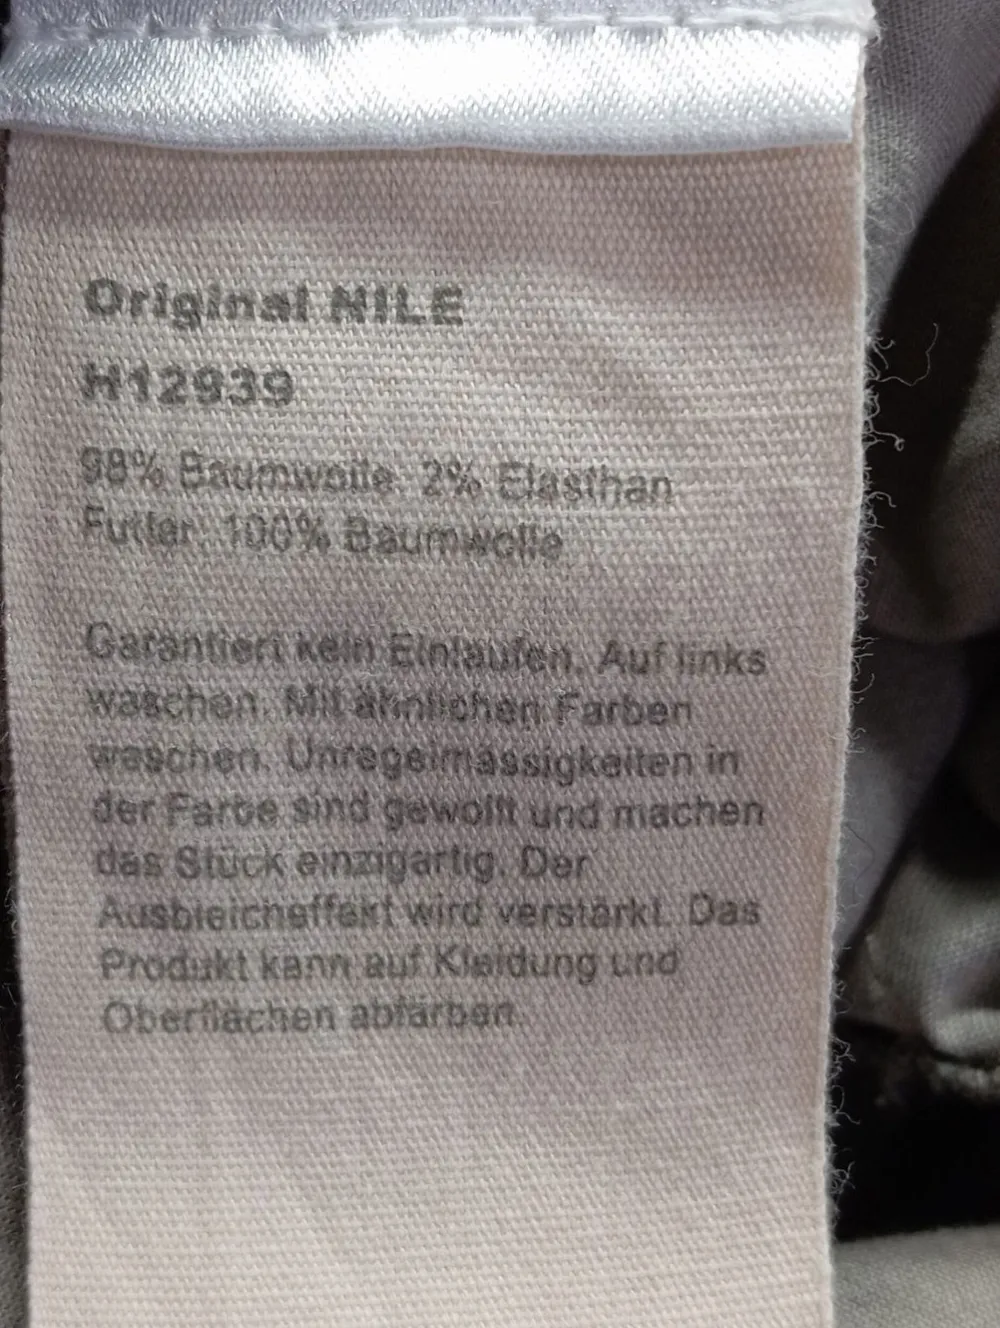 Original NILE
H12939
98% Baumwolle, 2% Elasthan
Futter: 100% Baumwolle
Garantiert kein Einlaufen. Auf links
waschen. Mit ähnlichen Farben
waschen. Unregelmässigkeiten in
der Farbe sind gewollt und machen
das Stück einzigartig. Der
Ausbleicheffekt wird verstärkt. Das
Produkt kann auf Kleidung und
Oberflächen abfärben.